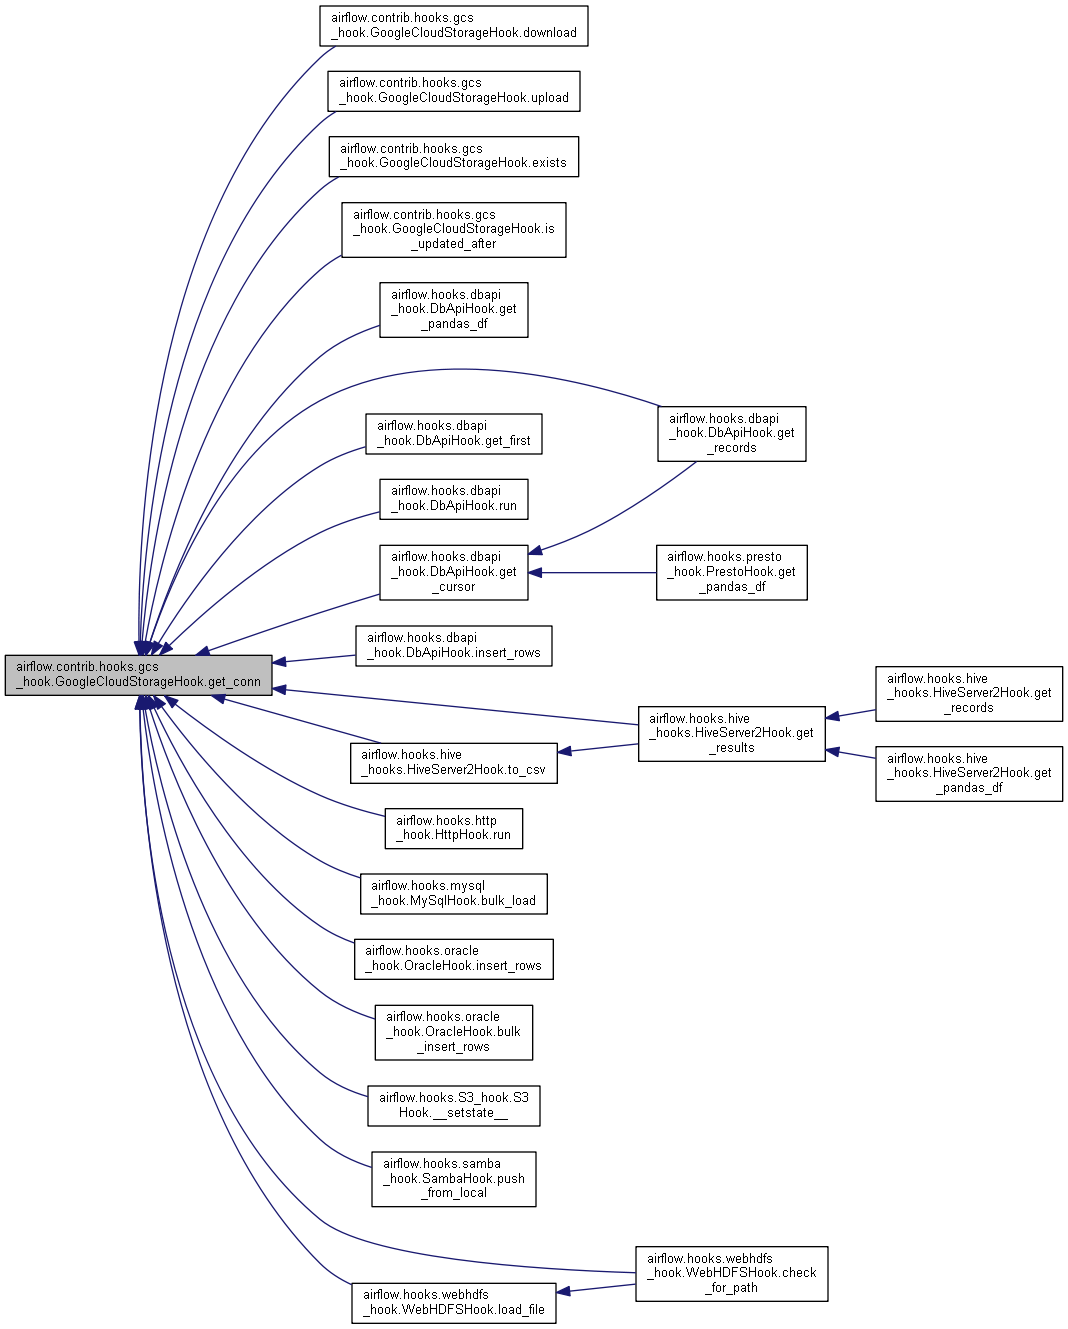 airflow.contrib.hooks.gcs
_hook.GoogleCloudStorageHook.download
airflow.contrib.hooks.gcs
_hook.GoogleCloudStorageHook.upload
airflow.contrib.hooks.gcs
_hook.GoogleCloudStorageHook.exists
airflow.contrib.hooks.gcs
_hook.GoogleCloudStorageHook.is
_updated_after
airflow.hooks.dbapi
_hook.DbApiHook.get
_pandas_df
airflow.hooks.dbapi
_hook.DbApiHook.get
_records
airflow.hooks.dbapi
_hook.DbApiHook.get_first
airflow.hooks.dbapi
_hook.DbApiHook.run
airflow.hooks.dbapi
_hook.DbApiHook.get
_cursor
airflow.hooks.presto
_hook.PrestoHook.get
_pandas_df
airflow.hooks.dbapi
_hook.DbApiHook.insert_rows
airflow.contrib.hooks.gcs
_hook.GoogleCloudStorageHook.get_conn
airflow.hooks.hive
_hooks.HiveServer2Hook.get
_records
airflow.hooks.hive
_hooks.HiveServer2Hook.get
_results
airflow.hooks.hive
_hooks.HiveServer2Hook.to_csv
airflow.hooks.hive
_hooks.HiveServer2Hook.get
_pandas_df
airflow.hooks.http
_hook.HttpHook.run
airflow.hooks.mysql
_hook.MySqlHook.bulk_load
airflow.hooks.oracle
_hook.OracleHook.insert_rows
airflow.hooks.oracle
_hook.OracleHook.bulk
_insert_rows
airflow.hooks.S3_hook.S3
Hook.__setstate__
airflow.hooks.samba
_hook.SambaHook.push
_from_local
airflow.hooks.webhdfs
_hook.WebHDFSHook.check
_for_path
airflow.hooks.webhdfs
_hook.WebHDFSHook.load_file